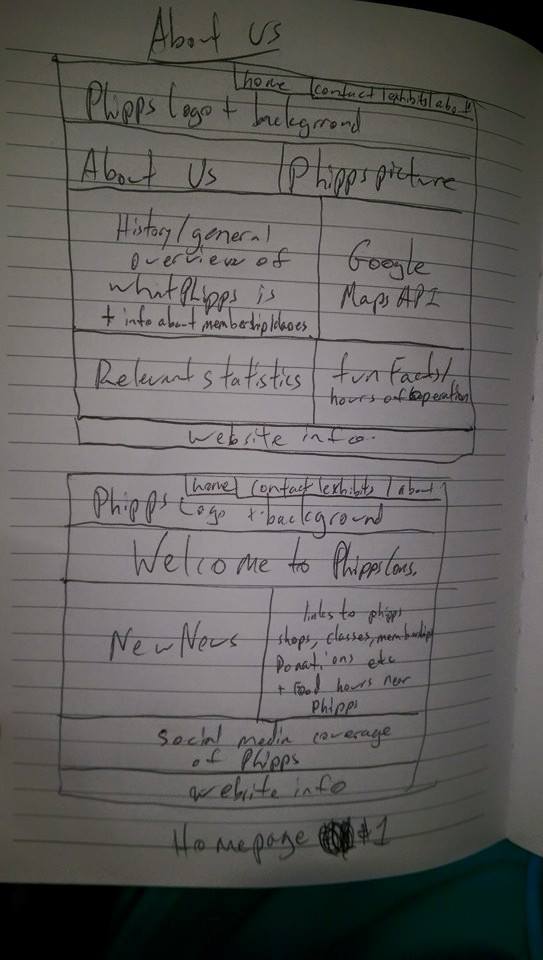 About Us
home contact exhibits about
Phipps Logo + background
About Us
Phipps picture
History/general
overview of
what Phipps is
+ info about membership/classes
Google
Maps API
Relevant statistics
fun facts/
hours of operation
website info.
home contact exhibits about
Phipps Logo + background
Welcome to Phipps Cons.
New News
links to phipps
shops, classes, membership
Donations etc
+ Food hours near
Phipps
social media coverage
of Phipps
website info
Homepage #1